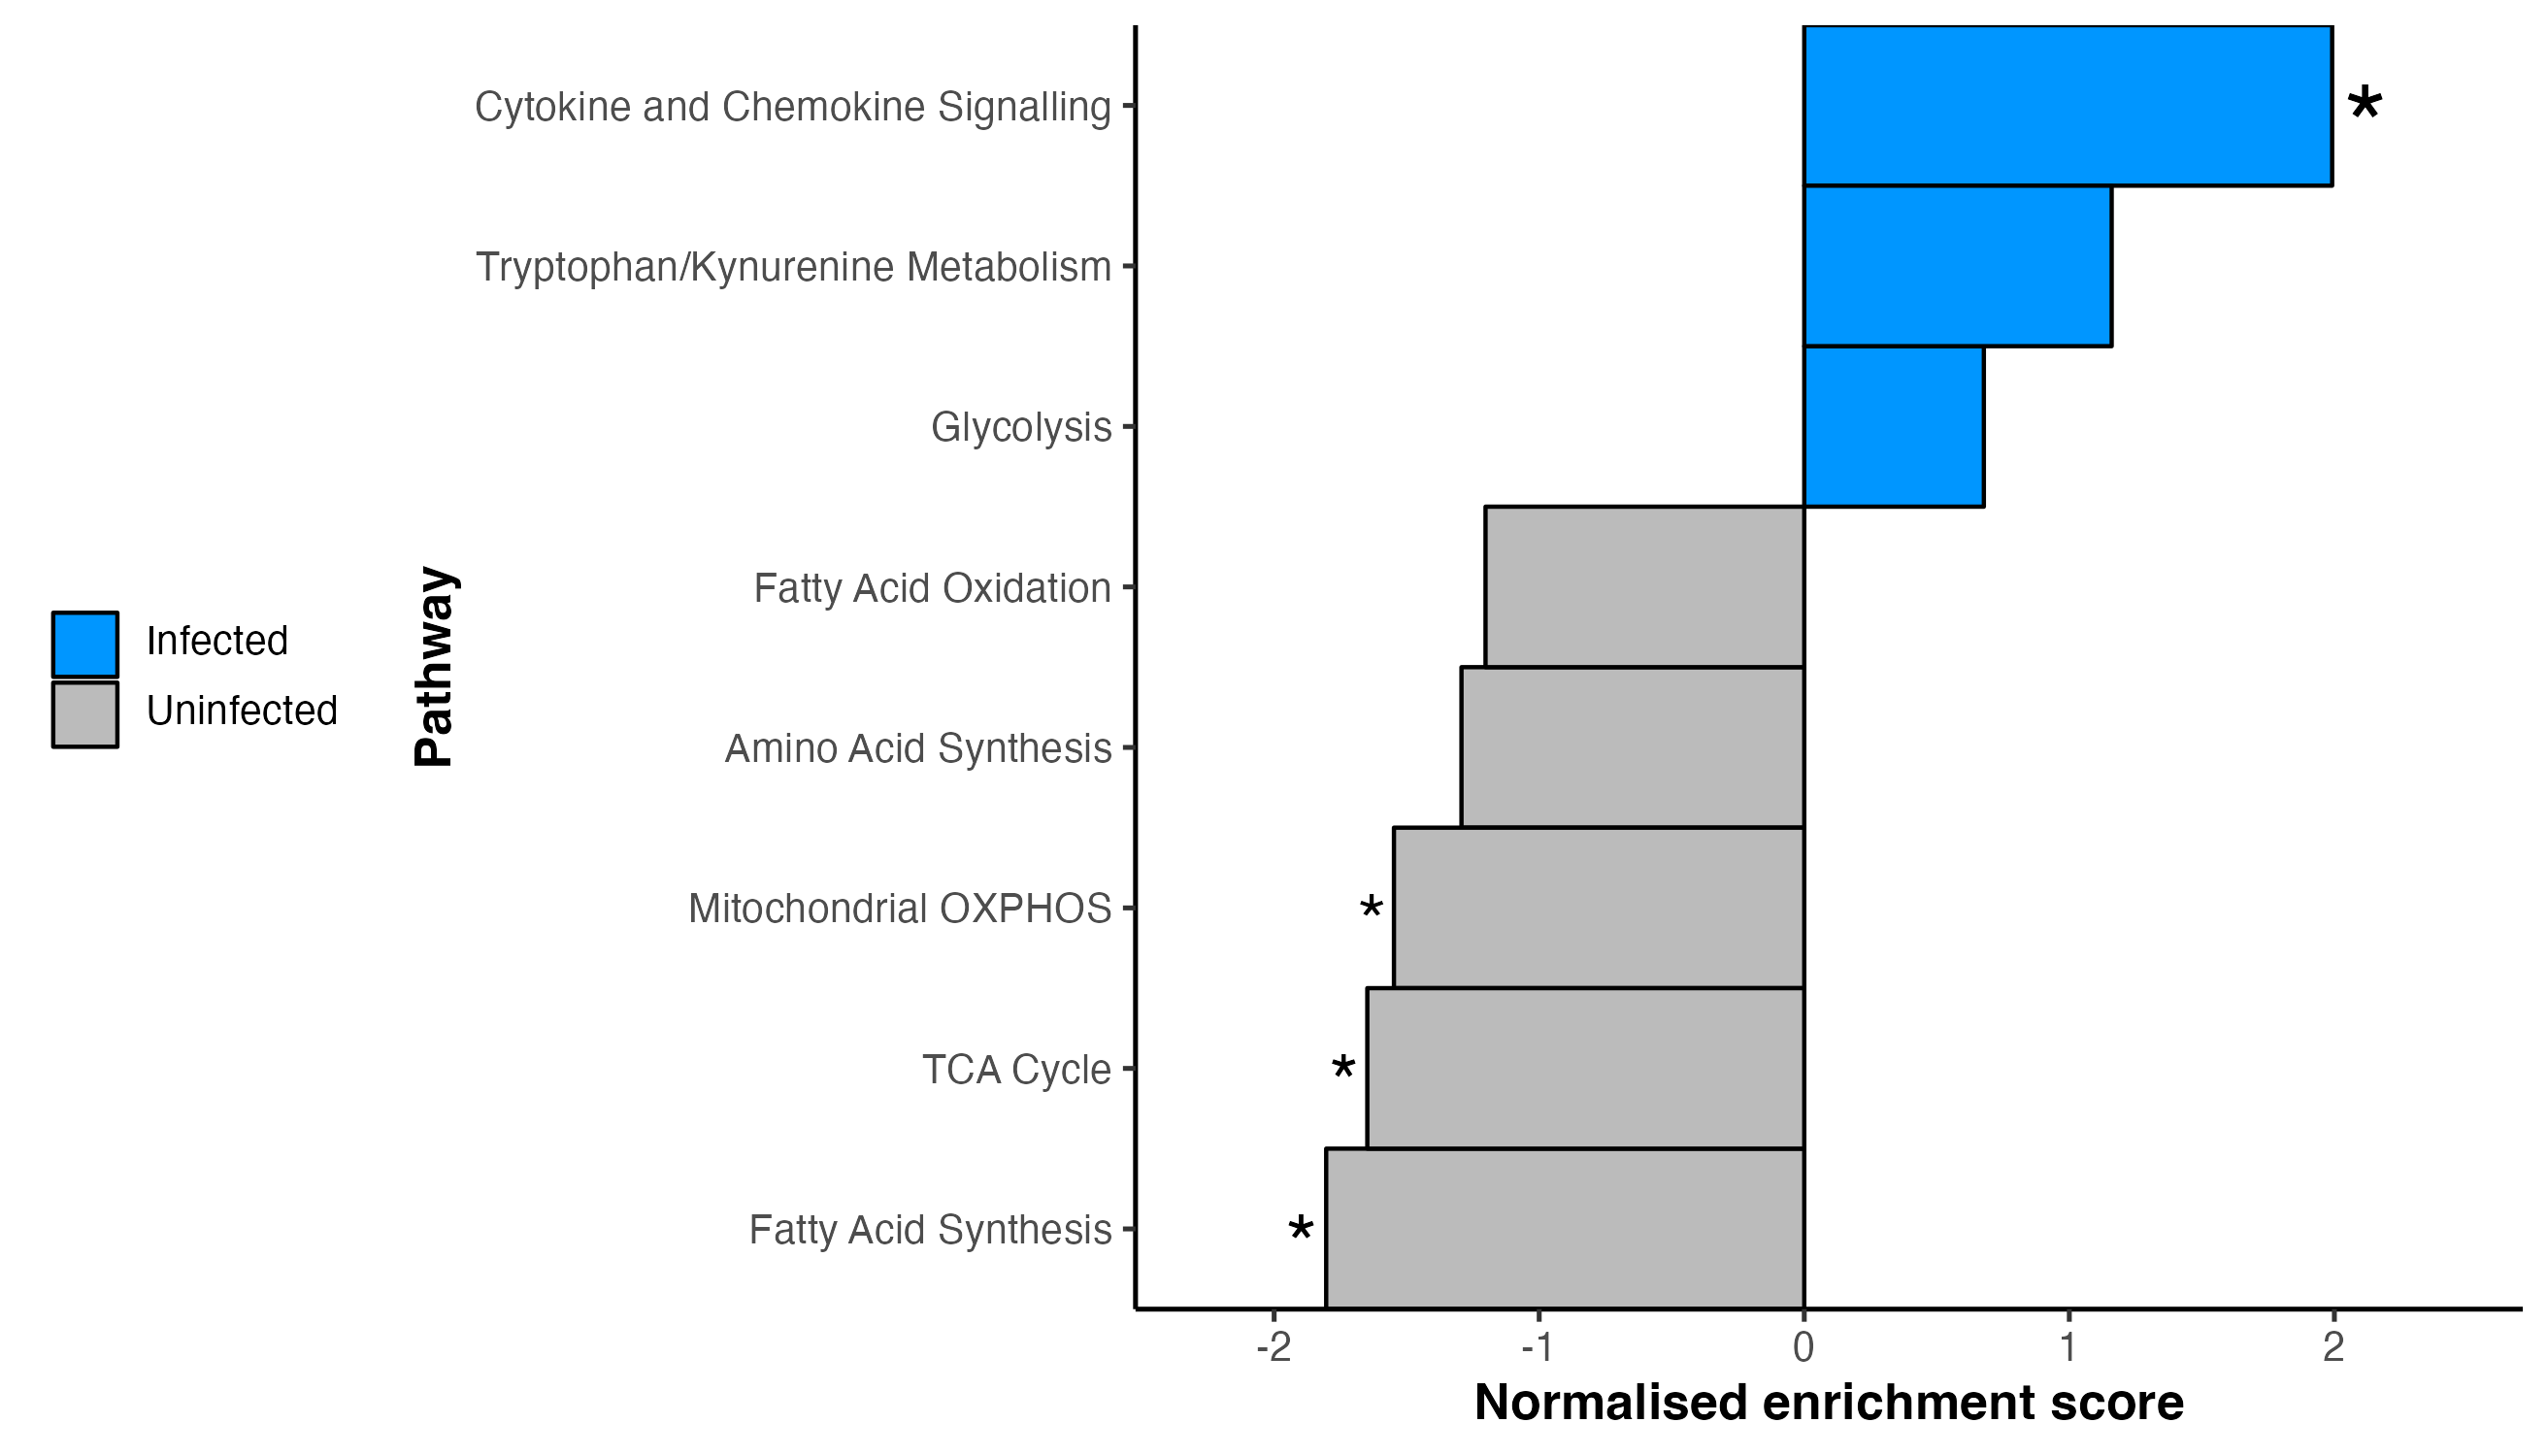 Infected
Uninfected
Pathway
Cytokine and Chemokine Signalling
*
Tryptophan/Kynurenine Metabolism
Glycolysis
Fatty Acid Oxidation
Amino Acid Synthesis
Mitochondrial OXPHOS
*
TCA Cycle
*
Fatty Acid Synthesis
*
-2 -1 0 1 2
Normalised enrichment score